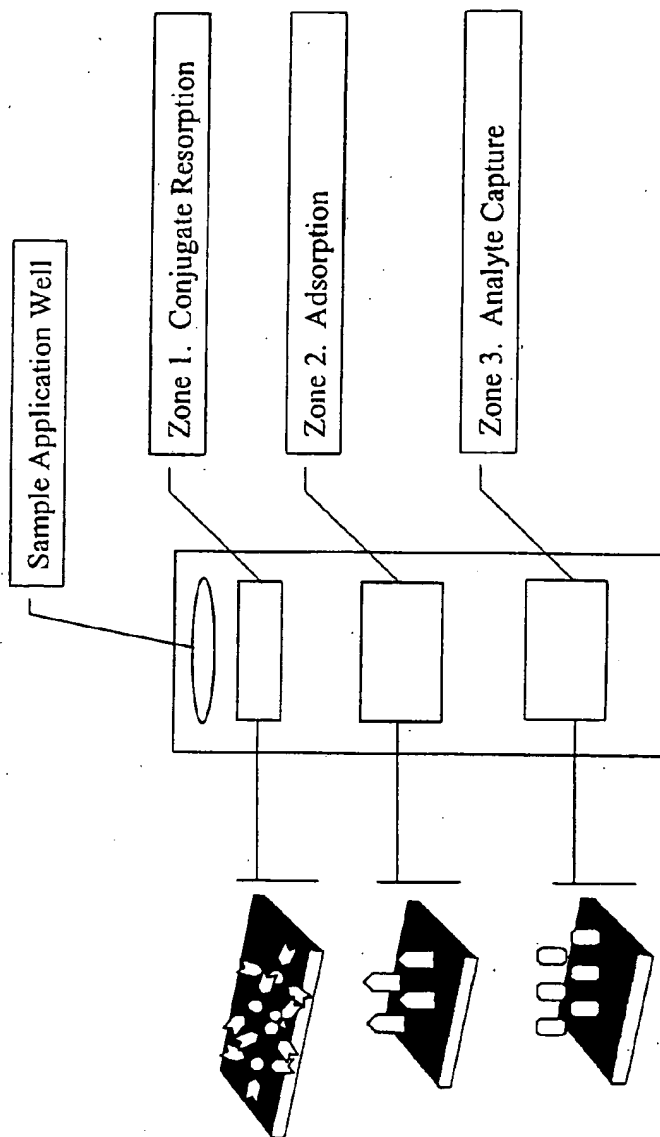 Sample Application Well
Zone 1. Conjugate Resorption
Zone 2. Adsorption
Zone 3. Analyte Capture